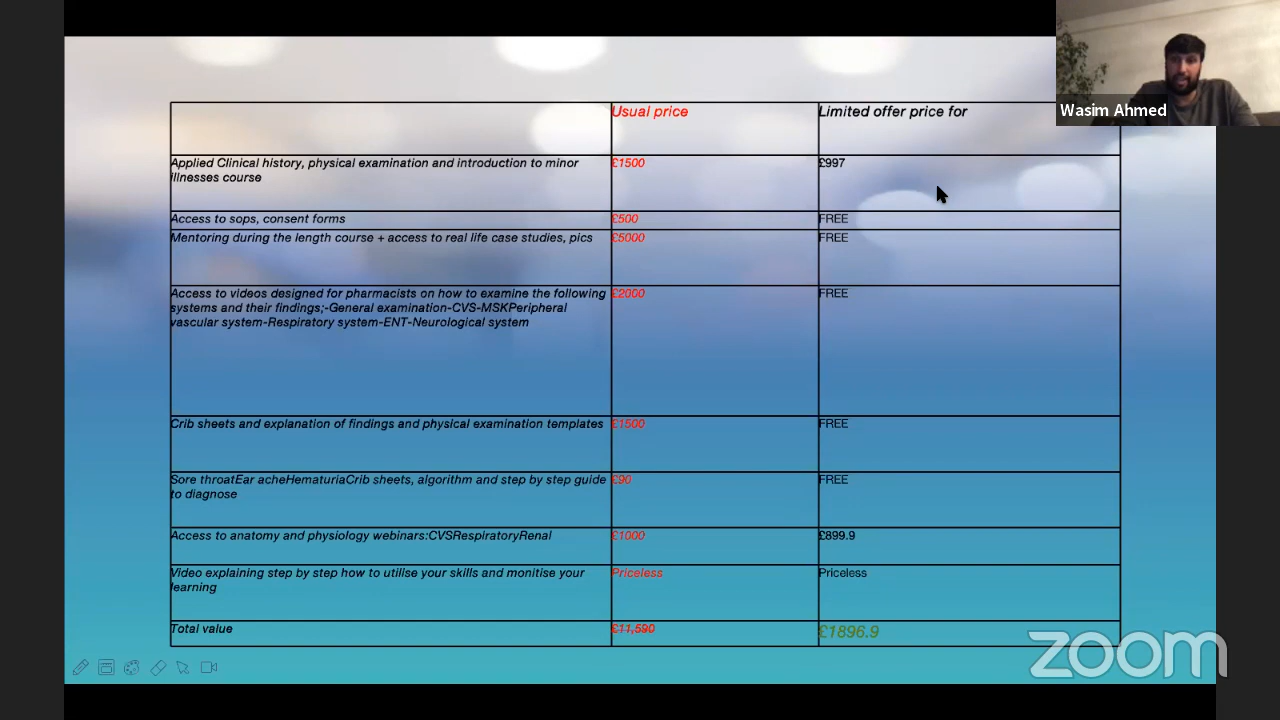 Wasim Ahmed
Usual price
Limited offer price for
Applied Clinical history, physical examination and introduction to minor
illnesses course
£1500
£997
Access to sops, consent forms
£500
FREE
Mentoring during the length course + access to real life case studies, pics
£5000
FREE
Access to videos designed for pharmacists on how to examine the following
systems and their findings;-General examination-CVS-MSKPeripheral
vascular system-Respiratory system-ENT-Neurological system
£2000
FREE
Crib sheets and explanation of findings and physical examination templates
£1500
FREE
Sore throatEar acheHematuriaCrib sheets, algorithm and step by step guide
to diagnose
£90
FREE
Access to anatomy and physiology webinars:CVSRespiratoryRenal
£1000
£899.9
Video explaining step by step how to utilise your skills and monitise your
learning
Priceless
Priceless
Total value
£11,590
£1896.9
zoom